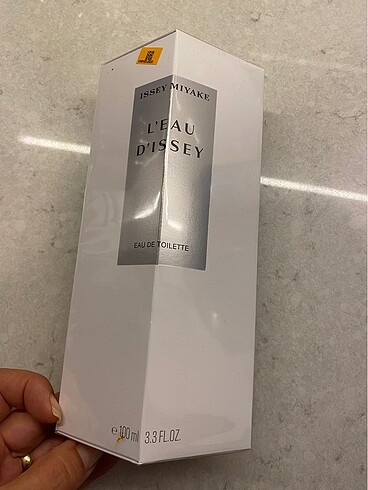 ISSEY MIYAKE
L'EAU
D'ISSEY
EAU DE TOILETTE
℮ 100 ml 3.3 FL.OZ.